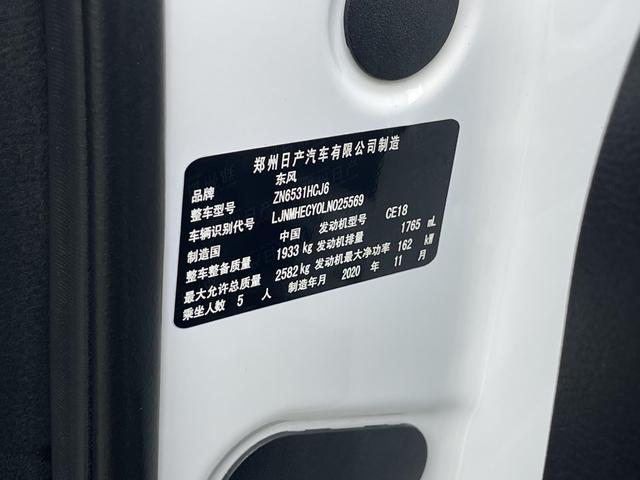 郑州日产汽车有限公司制造
品牌 东风
整车型号 ZN6531HCJ6
车辆识别代号 LJNMHECY0LN025569
制造国 中国 发动机型号 CE18
整车整备质量 1933 kg 发动机排量 1765 mL
最大允许总质量 2582 kg 发动机最大净功率 162 kW
乘坐人数 5 人 制造年月 2020 年 11 月